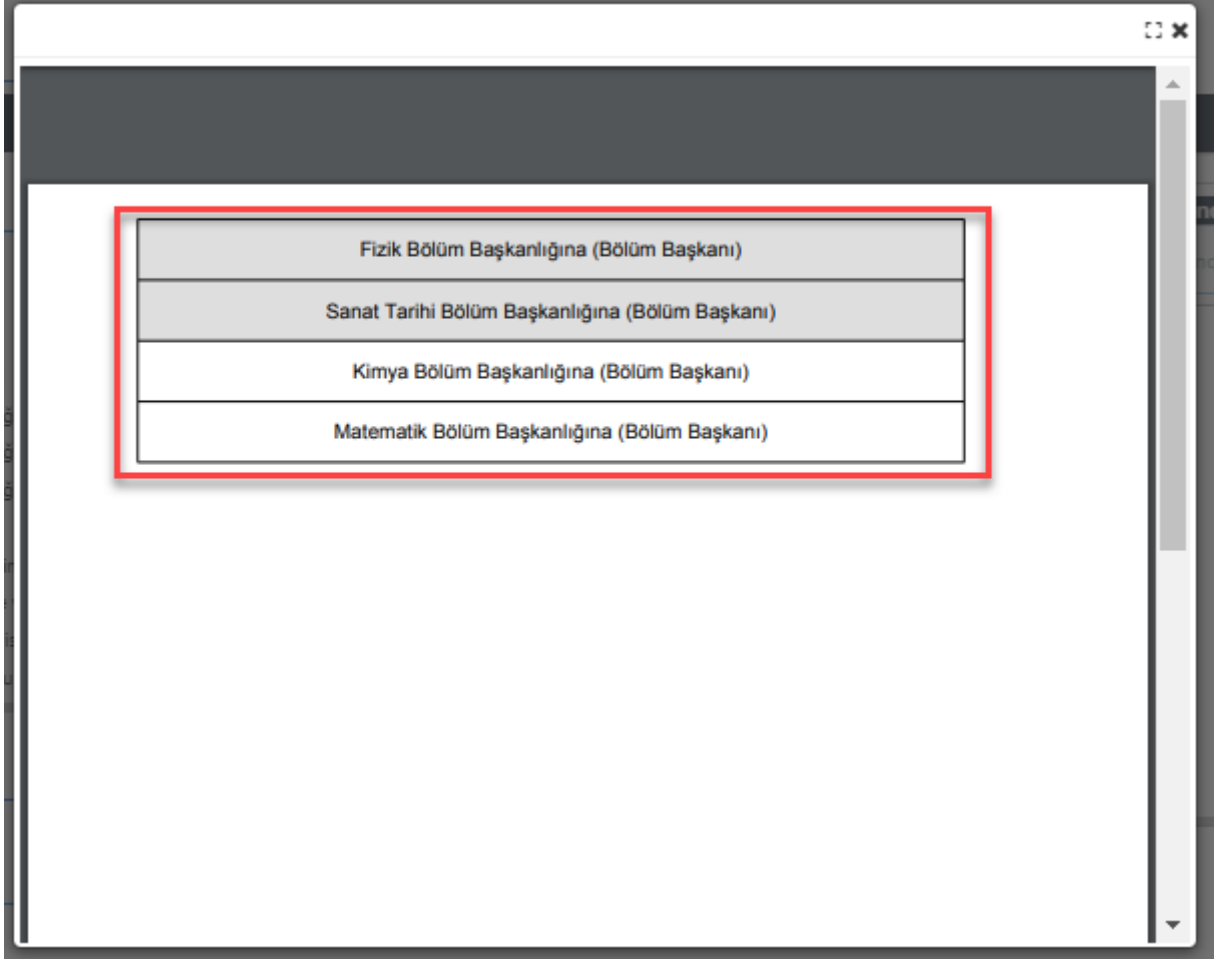 Fizik Bölüm Başkanlığına (Bölüm Başkanı)
Sanat Tarihi Bölüm Başkanlığına (Bölüm Başkanı)
Kimya Bölüm Başkanlığına (Bölüm Başkanı)
Matematik Bölüm Başkanlığına (Bölüm Başkanı)